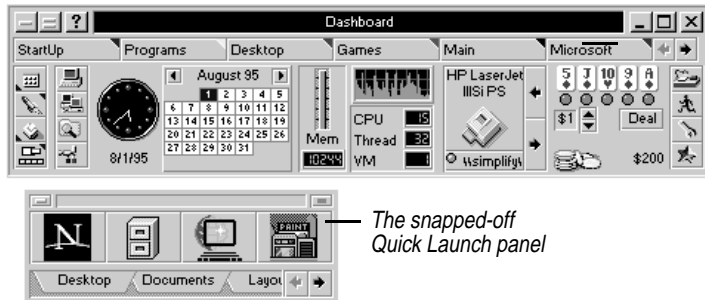 ? Dashboard
StartUp Programs Desktop Games Main Microsoft
August 95
1 2 3 4 5
6 7 8 9 10 11 12
13 14 15 16 17 18 19
20 21 22 23 24 25 26
27 28 29 30 31
8/1/95
Mem
1024K
CPU 15
Thread 32
VM
HP LaserJet
IIISi PS
\\simplify\
5 J 10 9 A
$1 Deal
$200
N PAINT
Desktop Documents Layou
The snapped-off
Quick Launch panel